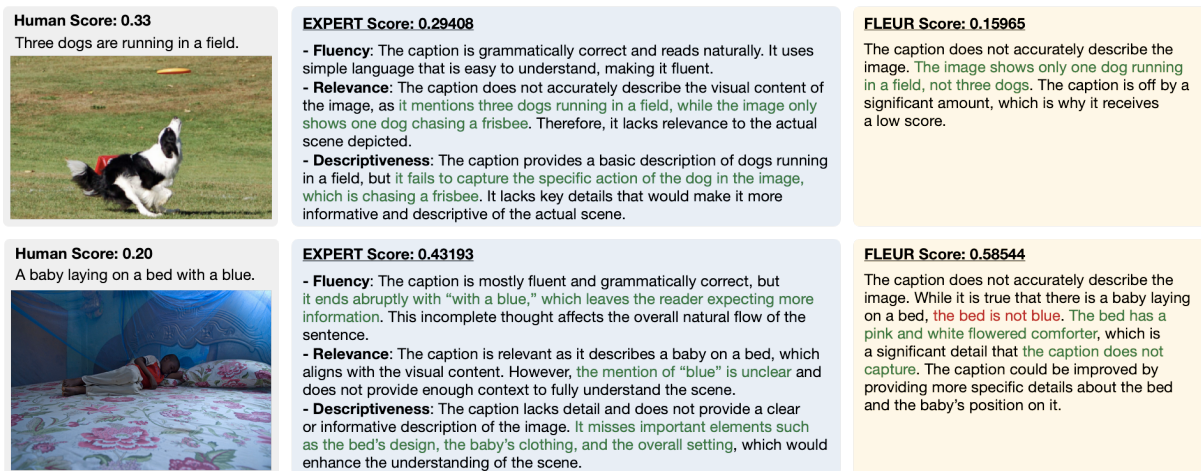 Human Score: 0.33
Three dogs are running in a field.
EXPERT Score: 0.29408
- Fluency: The caption is grammatically correct and reads naturally. It uses
simple language that is easy to understand, making it fluent.
- Relevance: The caption does not accurately describe the visual content of
the image, as it mentions three dogs running in a field, while the image only
shows one dog chasing a frisbee. Therefore, it lacks relevance to the actual
scene depicted.
- Descriptiveness: The caption provides a basic description of dogs running
in a field, but it fails to capture the specific action of the dog in the image,
which is chasing a frisbee. It lacks key details that would make it more
informative and descriptive of the actual scene.
FLEUR Score: 0.15965
The caption does not accurately describe the
image. The image shows only one dog running
in a field, not three dogs. The caption is off by a
significant amount, which is why it receives
a low score.
Human Score: 0.20
A baby laying on a bed with a blue.
EXPERT Score: 0.43193
- Fluency: The caption is mostly fluent and grammatically correct, but
it ends abruptly with “with a blue,” which leaves the reader expecting more
information. This incomplete thought affects the overall natural flow of the
sentence.
- Relevance: The caption is relevant as it describes a baby on a bed, which
aligns with the visual content. However, the mention of “blue” is unclear and
does not provide enough context to fully understand the scene.
- Descriptiveness: The caption lacks detail and does not provide a clear
or informative description of the image. It misses important elements such
as the bed’s design, the baby’s clothing, and the overall setting, which would
enhance the understanding of the scene.
FLEUR Score: 0.58544
The caption does not accurately describe the
image. While it is true that there is a baby laying
on a bed, the bed is not blue. The bed has a
pink and white flowered comforter, which is
a significant detail that the caption does not
capture. The caption could be improved by
providing more specific details about the bed
and the baby’s position on it.